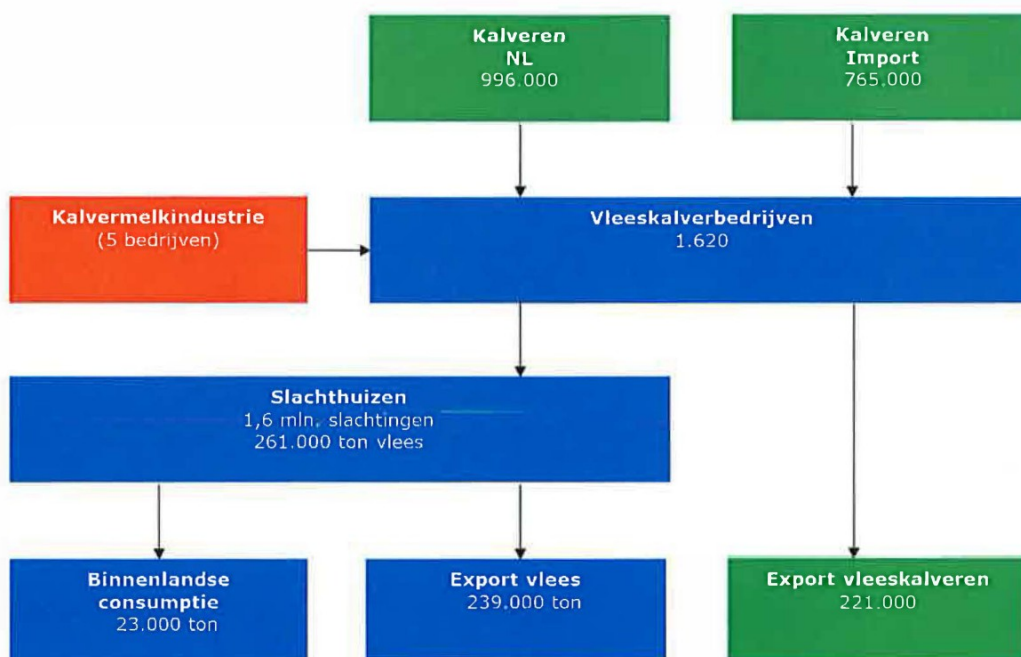 Kalveren
NL
996.000
Kalveren
Import
765.000
Kalvermelkindustrie
(5 bedrijven)
Vleeskalverbedrijven
1.620
Slachthuizen
1,6 mln. slachtingen
261.000 ton vlees
Binnenlandse
consumptie
23.000 ton
Export vlees
239.000 ton
Export vleeskalveren
221.000